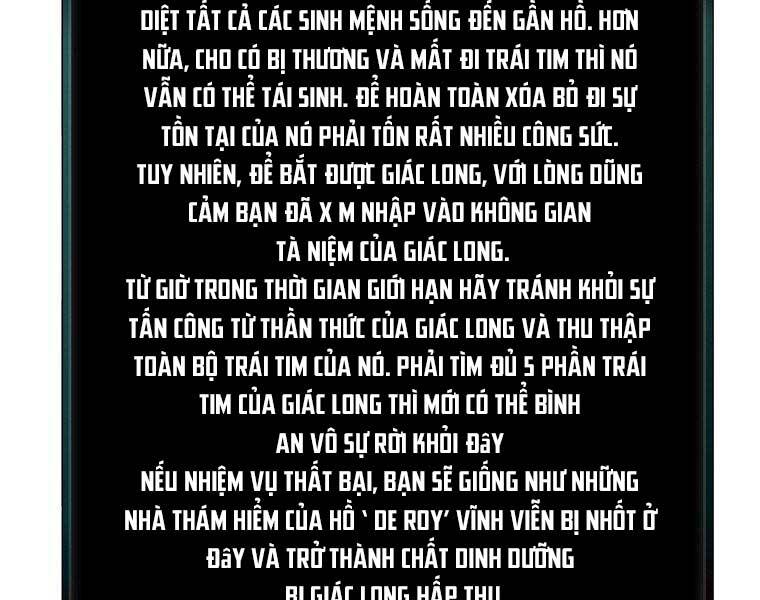 DIỆT TẤT CẢ CÁC SINH MỆNH SỐNG ĐẾN GẦN HỒ. HƠN
NỮA, CHO CÓ BỊ THƯƠNG VÀ MẤT ĐI TRÁI TIM THÌ NÓ
VẪN CÓ THỂ TÁI SINH. ĐỂ HOÀN TOÀN XÓA BỎ ĐI SỰ
TỒN TẠI CỦA NÓ PHẢI TỐN RẤT NHIỀU CÔNG SỨC.
TUY NHIÊN, ĐỂ BẮT ĐƯỢC GIÁC LONG, VỚI LÒNG DŨNG
CẢM BẠN ĐÃ X M NHẬP VÀO KHÔNG GIAN
TÀ NIỆM CỦA GIÁC LONG.
TỪ GIỜ TRONG THỜI GIAN GIỚI HẠN HÃY TRÁNH KHỎI SỰ
TẤN CÔNG TỪ THẦN THỨC CỦA GIÁC LONG VÀ THU THẬP
TOÀN BỘ TRÁI TIM CỦA NÓ. PHẢI TÌM ĐỦ 5 PHẦN TRÁI
TIM CỦA GIÁC LONG THÌ MỚI CÓ THỂ BÌNH
AN VÔ SỰ RỜI KHỎI ĐâY
NẾU NHIỆM VỤ THẤT BẠI, BẠN SẼ GIỐNG NHƯ NHỮNG
NHÀ THÁM HIỂM CỦA HỒ ‘ DE ROY’ VĨNH VIỄN BỊ NHỐT Ở
ĐâY VÀ TRỞ THÀNH CHẤT DINH DƯỠNG
BỊ GIÁC LONG HẤP THỤ